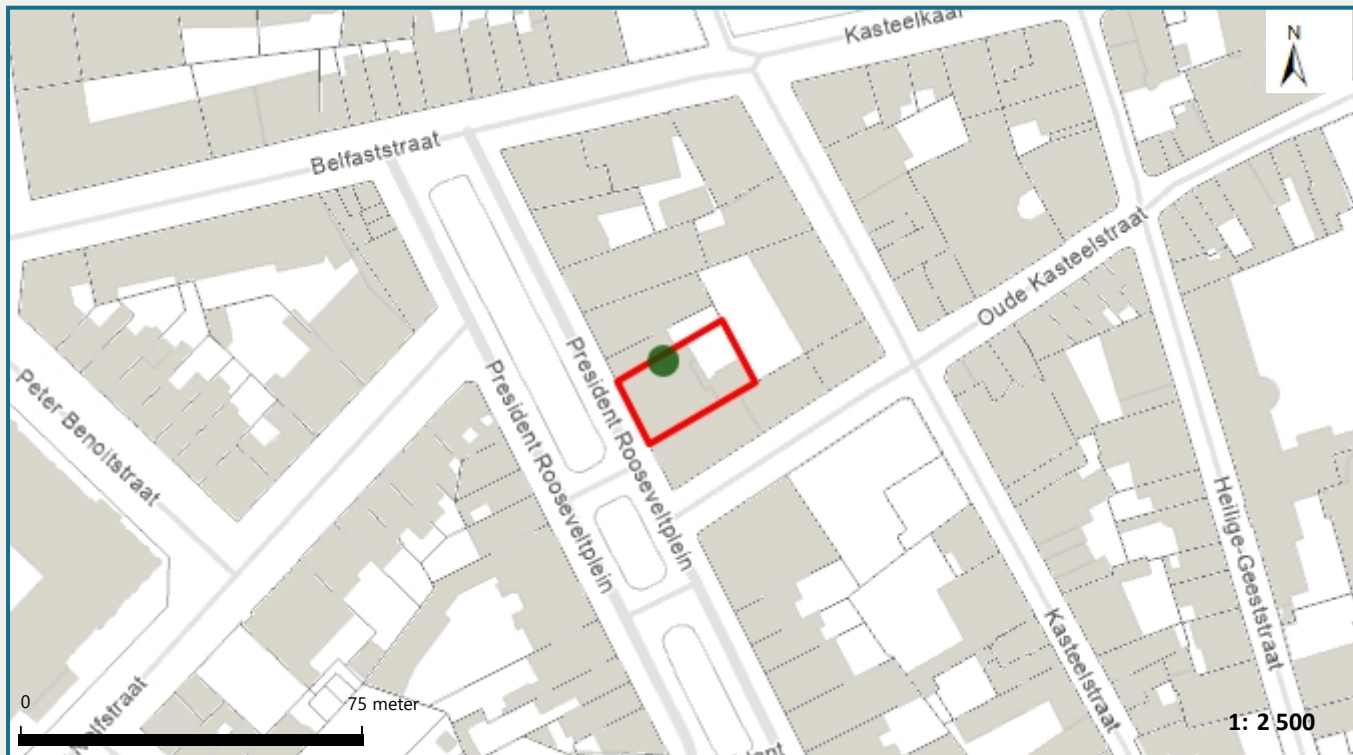 Kasteelkaai
N
Belfaststraat
Oude Kasteelstraat
President Rooseveltplein
President Rooseveltplein
Peter Benoitstraat
Heilige-Geeststraat
Kasteelstraat
Nolfstraat
0
75 meter
1: 2 500